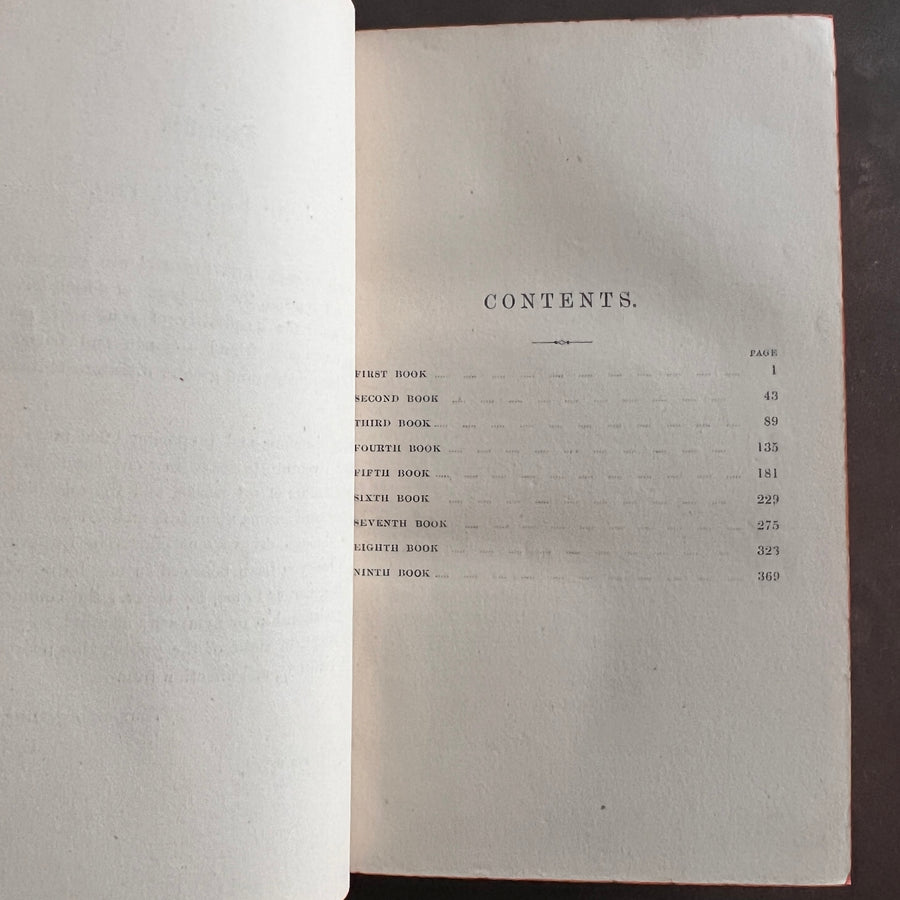 CONTENTS.
PAGE
FIRST BOOK .... .... .... .... .... .... .... .... 1
SECOND BOOK .... .... .... .... .... .... .... .... 43
THIRD BOOK .... .... .... .... .... .... .... .... 89
FOURTH BOOK .... .... .... .... .... .... .... .... 135
FIFTH BOOK .... .... .... .... .... .... .... .... 181
SIXTH BOOK .... .... .... .... .... .... .... .... 229
SEVENTH BOOK .... .... .... .... .... .... .... 275
EIGHTH BOOK .... .... .... .... .... .... .... .... 323
NINTH BOOK .... .... .... .... .... .... .... .... 369